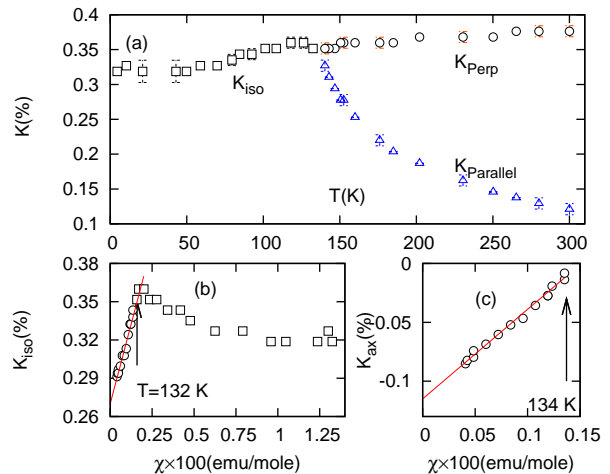 0.4
(a)
0.35
0.3
K_iso
K_Perp
K(%)
0.25
0.2
K_Parallel
0.15
T(K)
0.1
0 50 100 150 200 250 300
0.38
(b)
0.35
K_iso(%)
0.32
0.29
T=132 K
0.26
0 0.25 0.5 0.75 1 1.25
χ×100(emu/mole)
0
(c)
K_ax(%)
-0.05
-0.1
134 K
0 0.05 0.1 0.15
χ×100(emu/mole)